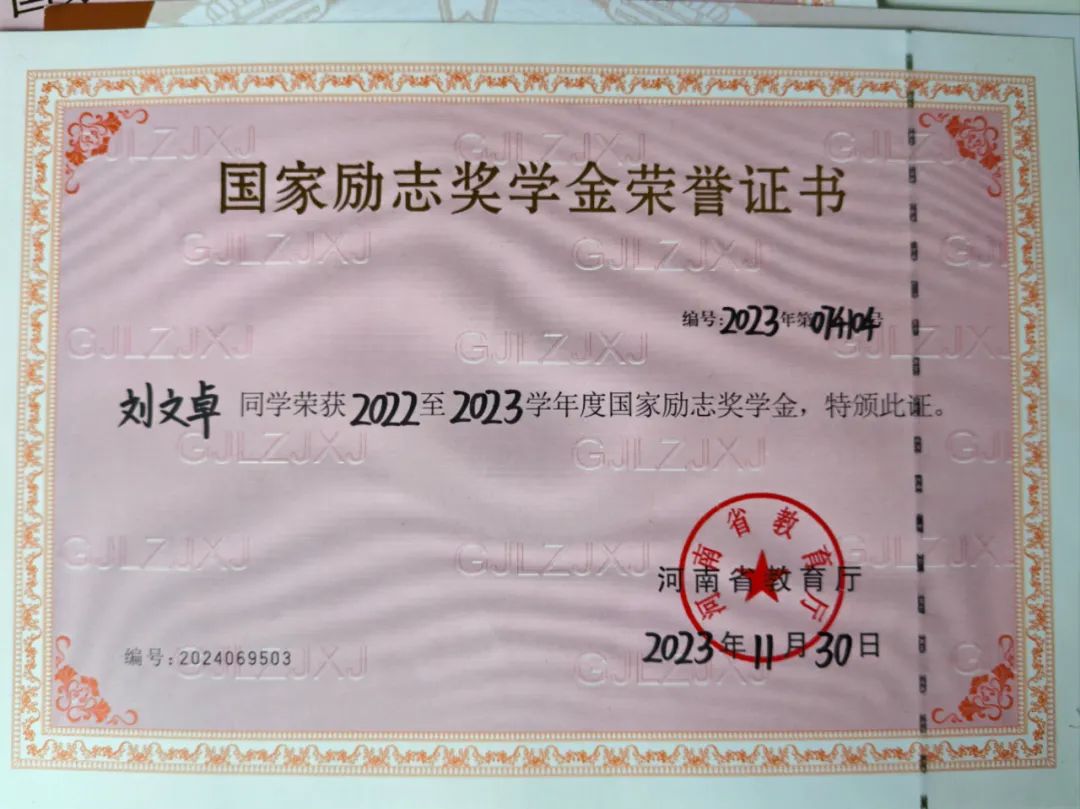 国家励志奖学金荣誉证书
编号:2023年第07404号
刘文卓 同学荣获2022至2023学年度国家励志奖学金，特颁此证。
河南省教育厅
河南省教育厅
2023年11月30日
编号:2024069503
GJLZJXJ